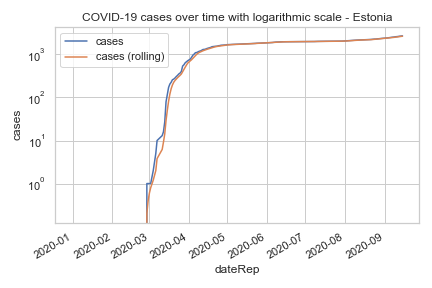 COVID-19 cases over time with logarithmic scale - Estonia
cases
cases (rolling)
10³
10²
10¹
10⁰
cases
2020-01
2020-02
2020-03
2020-04
2020-05
2020-06
2020-07
2020-08
2020-09
dateRep